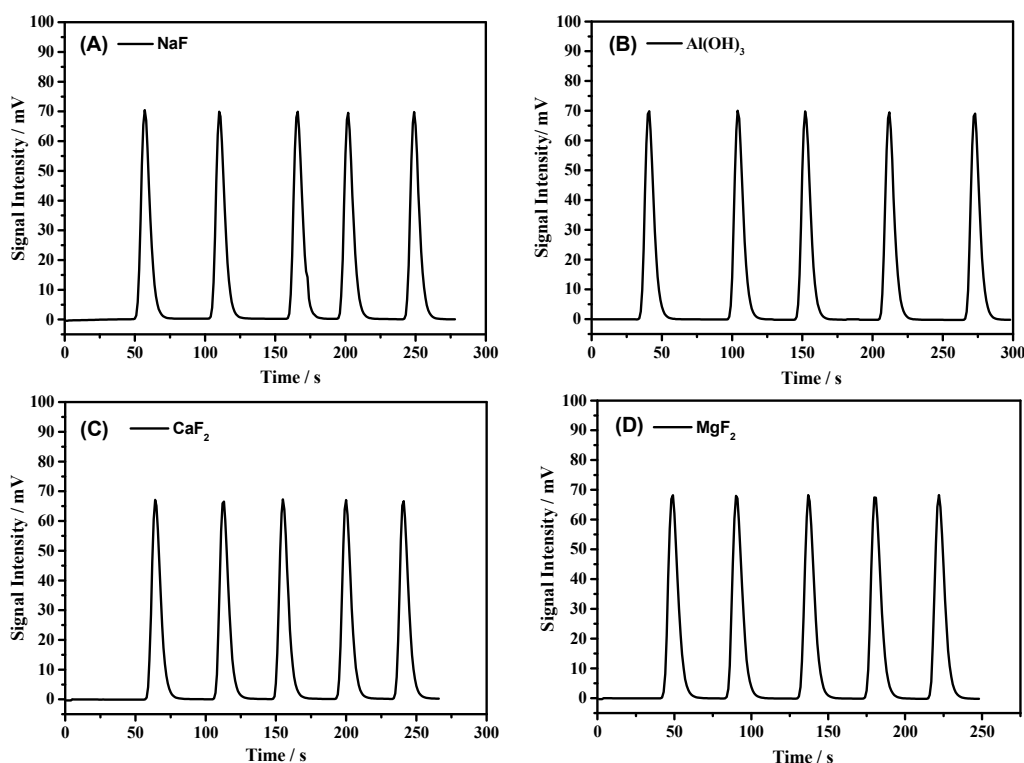 (A) NaF
Signal Intensity / mV
100
90
80
70
60
50
40
30
20
10
0
0 50 100 150 200 250 300
Time / s
(B) Al(OH)₃
Signal Intensity/ mV
100
90
80
70
60
50
40
30
20
10
0
0 50 100 150 200 250 300
Time / s
(C) CaF₂
Signal Intensity / mV
100
90
80
70
60
50
40
30
20
10
0
0 50 100 150 200 250 300
Time / s
(D) MgF₂
Signal Intensity / mV
100
90
80
70
60
50
40
30
20
10
0
0 50 100 150 200 250
Time / s